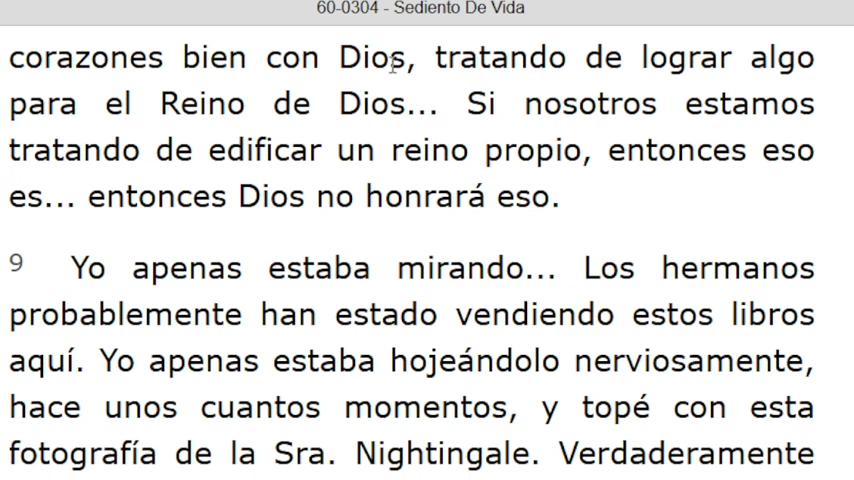 60-0304 - Sediento De Vida
corazones bien con Dios, tratando de lograr algo
para el Reino de Dios... Si nosotros estamos
tratando de edificar un reino propio, entonces eso
es... entonces Dios no honrará eso.
9 Yo apenas estaba mirando... Los hermanos
probablemente han estado vendiendo estos libros
aquí. Yo apenas estaba hojeándolo nerviosamente,
hace unos cuantos momentos, y topé con esta
fotografía de la Sra. Nightingale. Verdaderamente